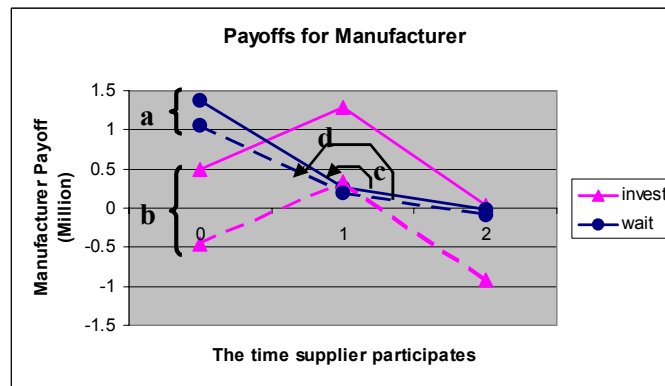 Payoffs for Manufacturer
Manufacturer Payoff
(Million)
1.5
1
0.5
0
-0.5
-1
-1.5
a
b
d
c
0 1 2
The time supplier participates
invest
wait